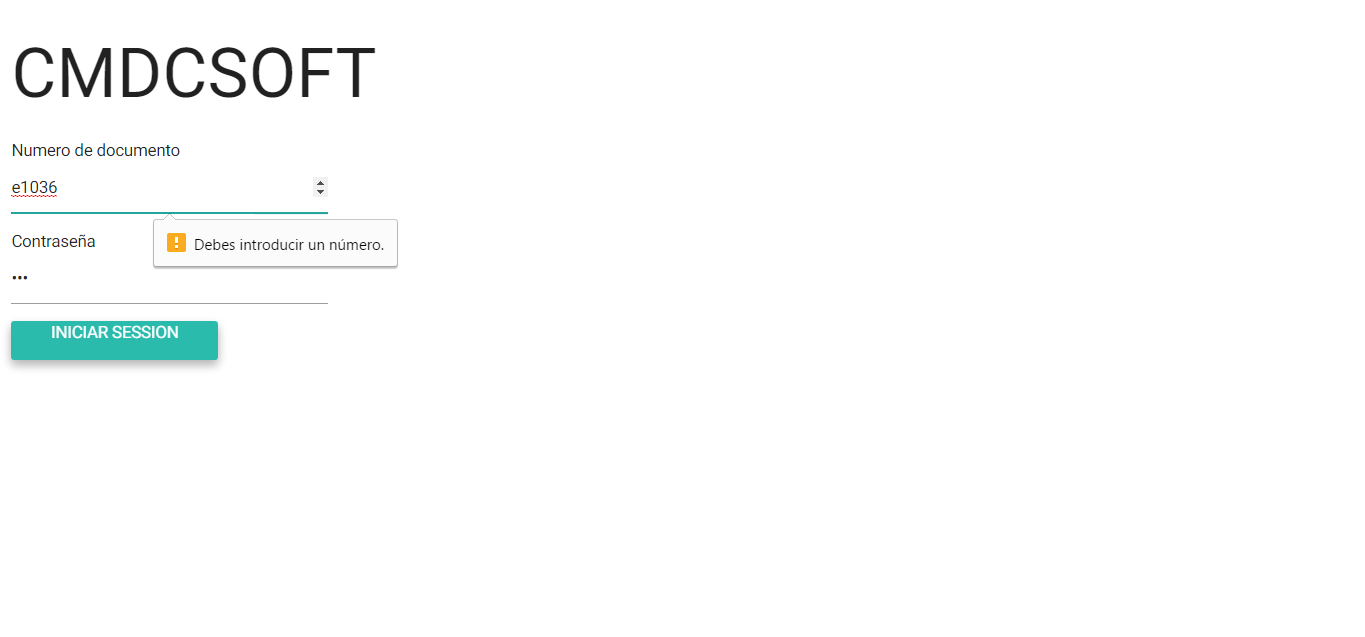 CMDCSOFT
Numero de documento
e1036
Debes introducir un número.
Contraseña
•••
INICIAR SESSION